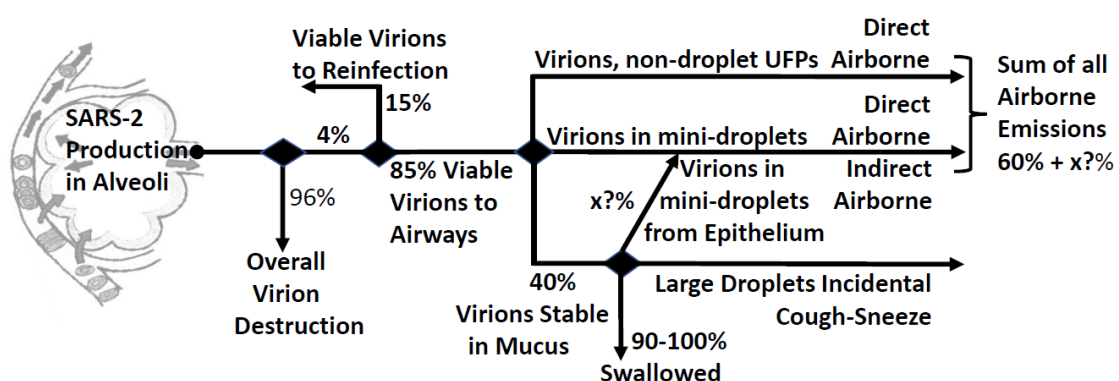 SARS-2
Production
in Alveoli
4%
96%
Overall
Virion
Destruction
Viable Virions
to Reinfection
15%
85% Viable
Virions to
Airways
Virions, non-droplet UFPs
Direct
Airborne
Virions in mini-droplets
Direct
Airborne
Indirect
Airborne
x?%
Virions in
mini-droplets
from Epithelium
40%
Virions Stable
in Mucus
90-100%
Swallowed
Large Droplets Incidental
Cough-Sneeze
Sum of all
Airborne
Emissions
60% + x?%